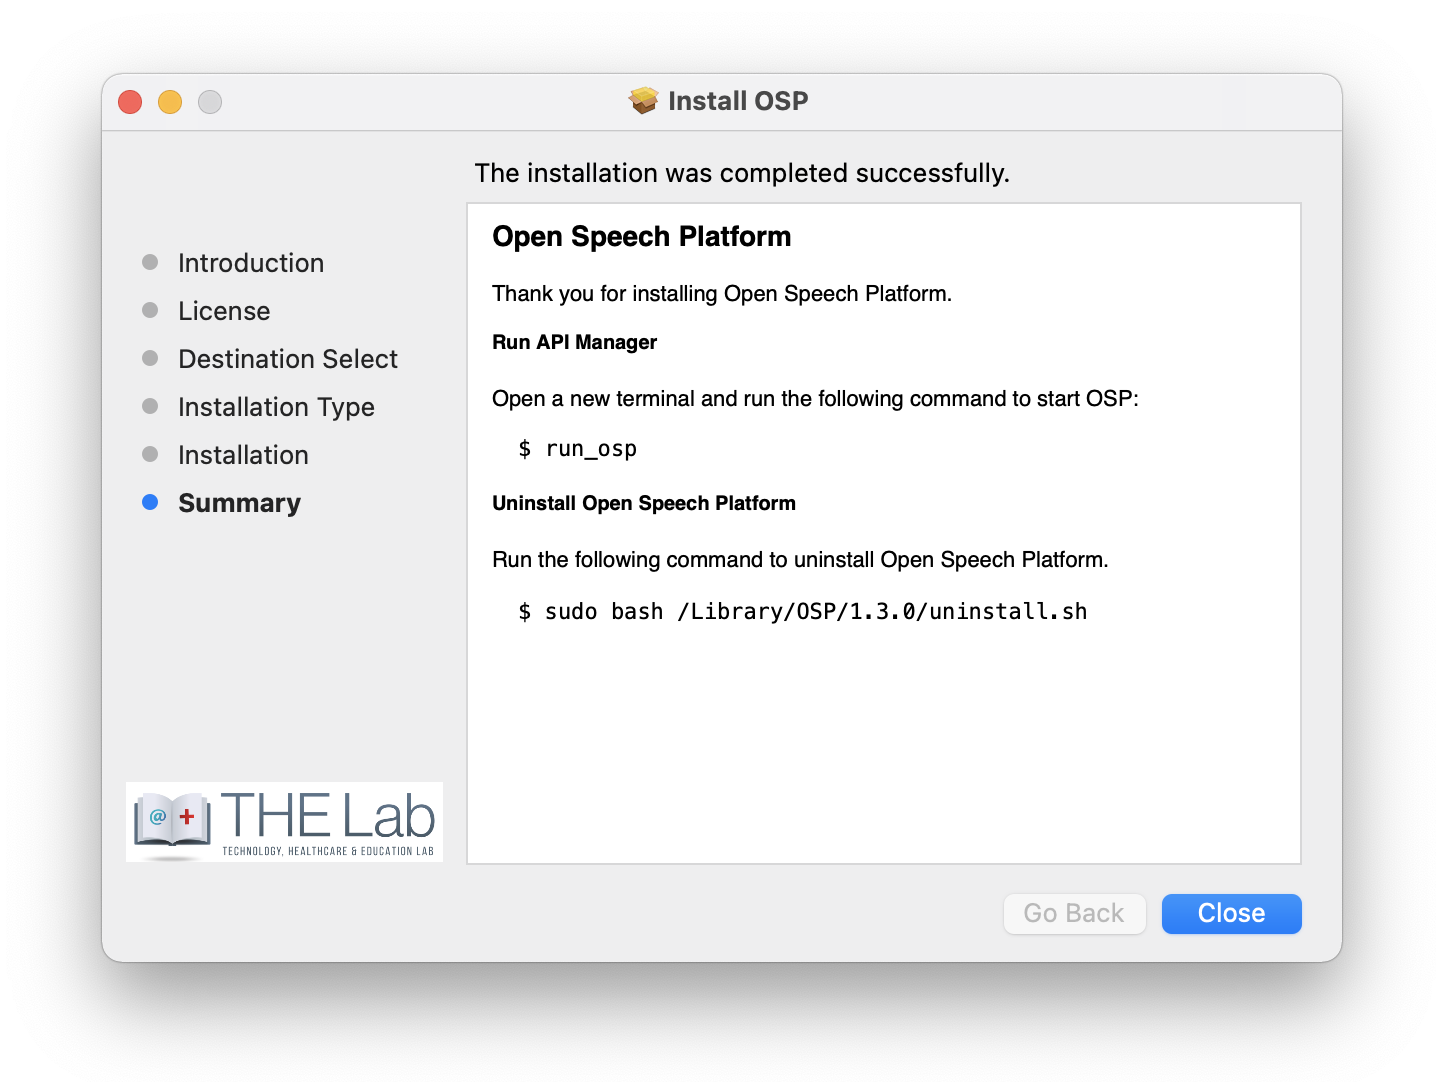 Install OSP
The installation was completed successfully.
Introduction
License
Destination Select
Installation Type
Installation
Summary
Open Speech Platform
Thank you for installing Open Speech Platform.
Run API Manager
Open a new terminal and run the following command to start OSP:
$ run_osp
Uninstall Open Speech Platform
Run the following command to uninstall Open Speech Platform.
$ sudo bash /Library/OSP/1.3.0/uninstall.sh
@ THE Lab
TECHNOLOGY, HEALTHCARE & EDUCATION LAB
Go Back
Close